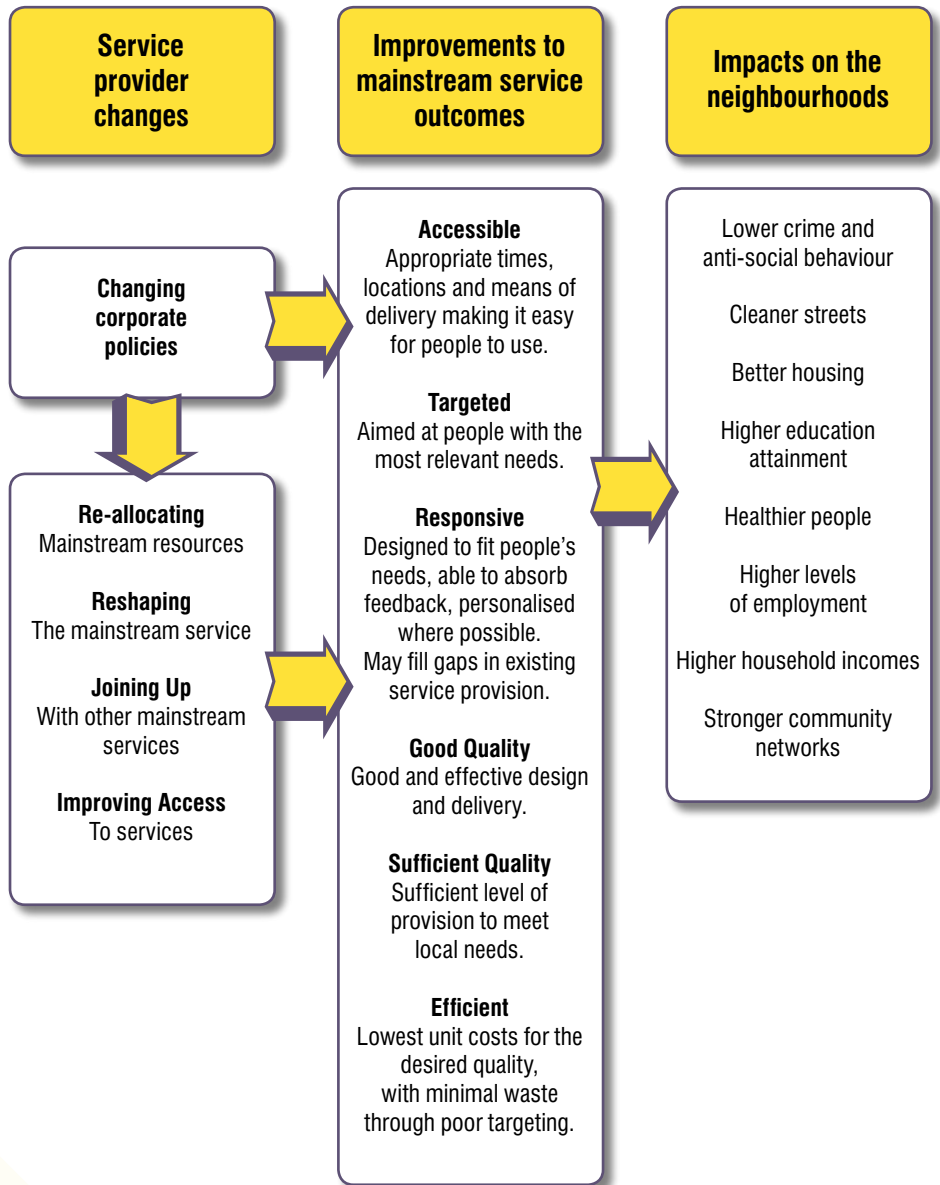 Service
provider
changes
Improvements to
mainstream service
outcomes
Impacts on the
neighbourhoods
Changing
corporate
policies
Re-allocating
Mainstream resources
Reshaping
The mainstream service
Joining Up
With other mainstream
services
Improving Access
To services
Accessible
Appropriate times,
locations and means of
delivery making it easy
for people to use.
Targeted
Aimed at people with the
most relevant needs.
Responsive
Designed to fit people’s
needs, able to absorb
feedback, personalised
where possible.
May fill gaps in existing
service provision.
Good Quality
Good and effective design
and delivery.
Sufficient Quality
Sufficient level of
provision to meet
local needs.
Efficient
Lowest unit costs for the
desired quality,
with minimal waste
through poor targeting.
Lower crime and
anti-social behaviour
Cleaner streets
Better housing
Higher education
attainment
Healthier people
Higher levels
of employment
Higher household incomes
Stronger community
networks